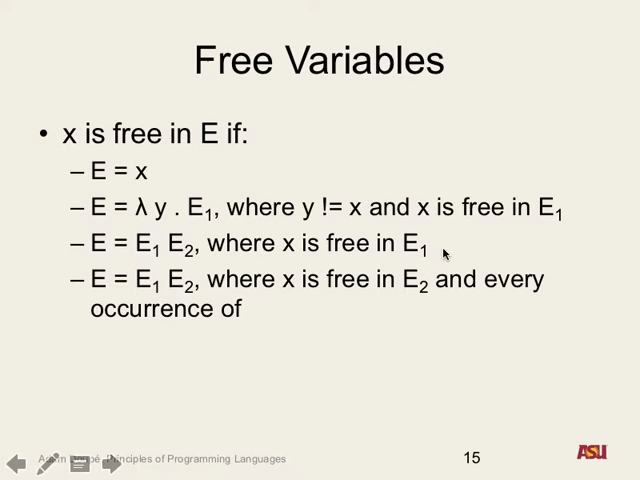 Free Variables
• x is free in E if:
– E = x
– E = λ y . E₁, where y != x and x is free in E₁
– E = E₁ E₂, where x is free in E₁
– E = E₁ E₂, where x is free in E₂ and every
occurrence of
Principles of Programming Languages
15
ASU